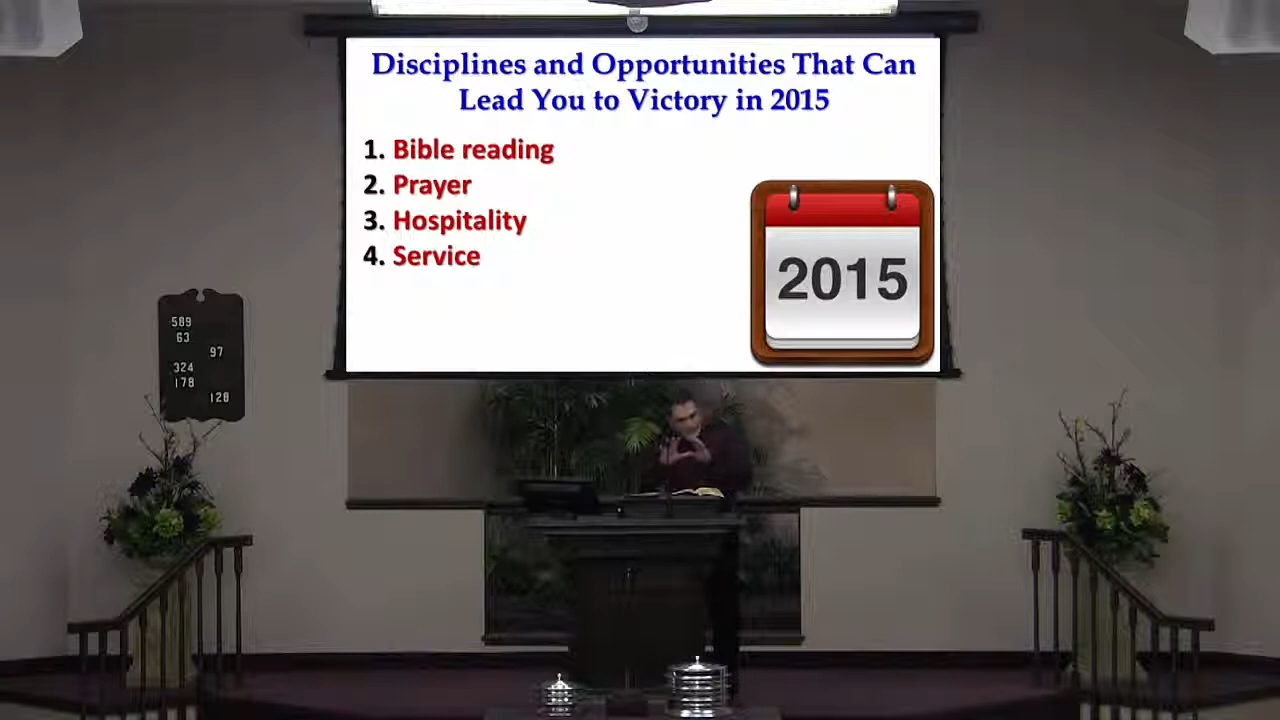 Disciplines and Opportunities That Can
Lead You to Victory in 2015
1. Bible reading
2. Prayer
3. Hospitality
4. Service
2015
589
63
97
324
178
128